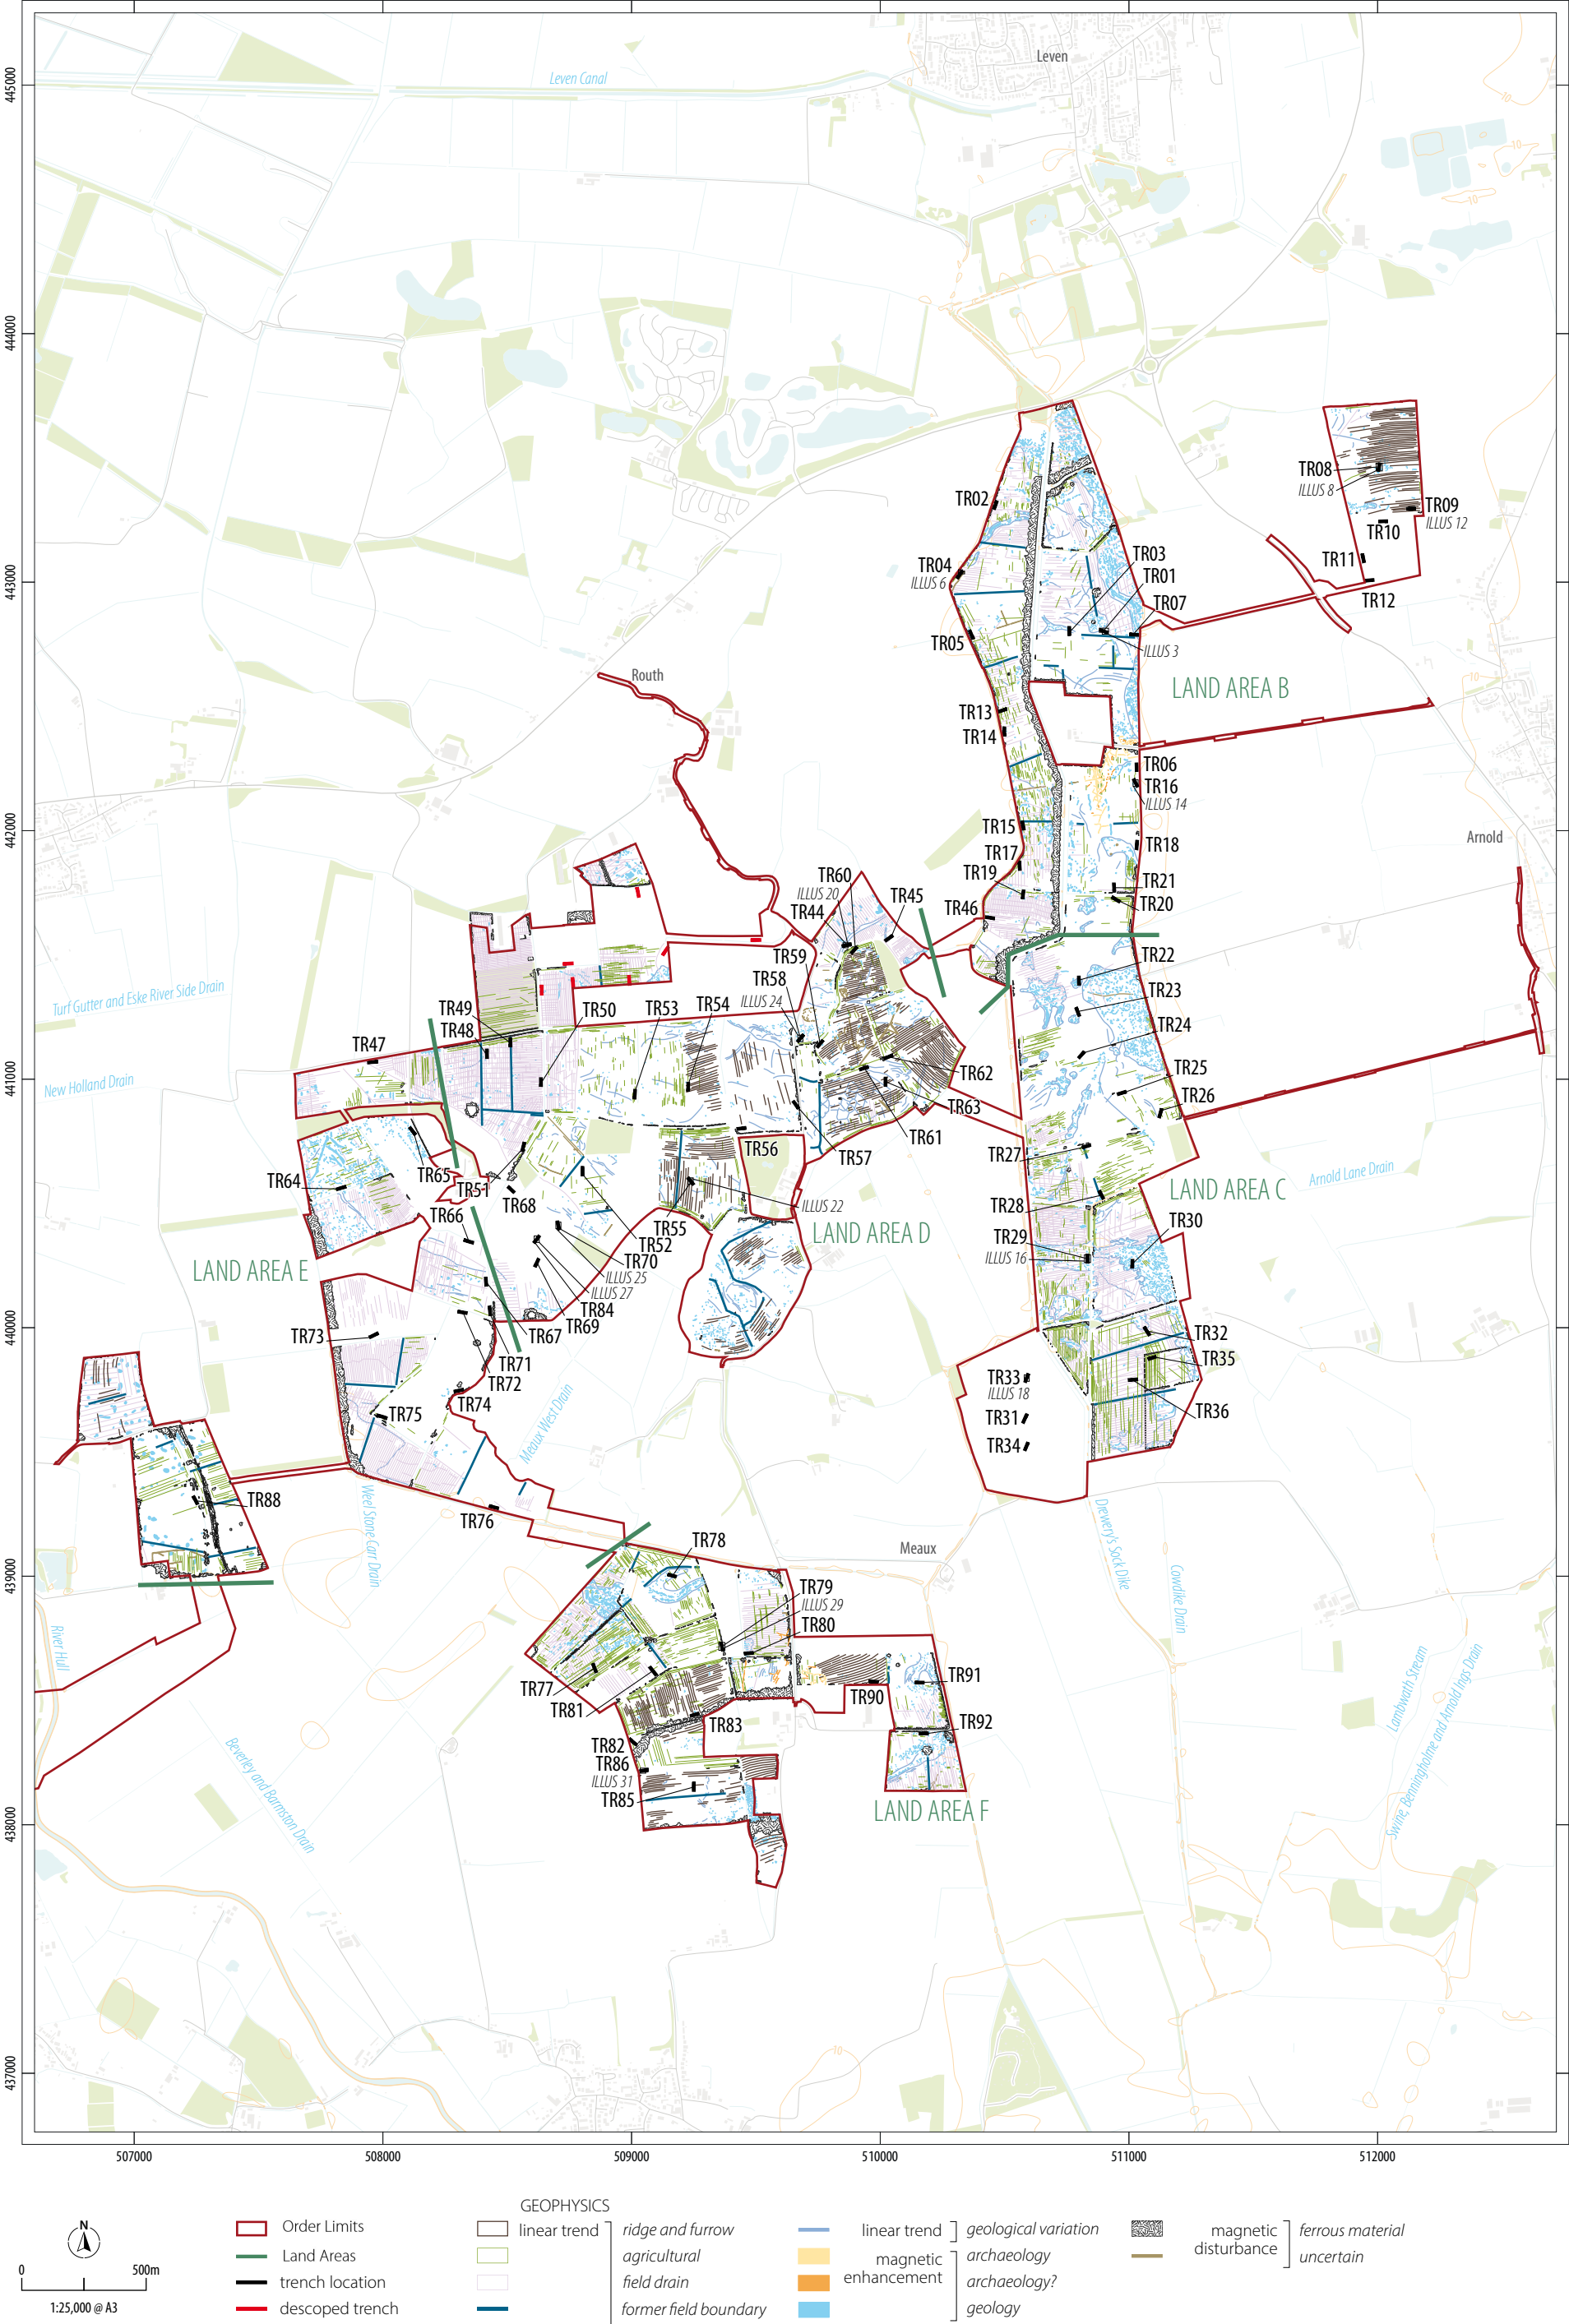 Leven
Leven Canal
445000
444000
443000
442000
441000
440000
439000
438000
437000
TR08
ILLUS 8
TR09
ILLUS 12
TR10
TR11
TR12
TR02
TR03
TR04
ILLUS 6
TR01
TR07
TR05
ILLUS 3
Routh
LAND AREA B
TR13
TR14
TR06
TR16
ILLUS 14
TR15
TR18
Arnold
TR17
TR19
TR21
TR20
TR60
ILLUS 20
TR44
TR45
TR46
TR59
TR58
ILLUS 24
TR22
TR23
TR24
Turf Gutter and Eske River Side Drain
TR49
TR48
TR50
TR53
TR54
TR47
New Holland Drain
TR62
TR63
TR25
TR26
TR61
TR56
TR57
TR27
TR65
TR64
TR51
TR68
Arnold Lane Drain
LAND AREA C
TR28
ILLUS 22
TR66
TR55
TR52
TR70
ILLUS 25
ILLUS 27
LAND AREA D
TR29
ILLUS 16
TR30
LAND AREA E
TR84
TR69
TR67
TR73
TR71
TR72
TR32
TR35
TR33
ILLUS 18
TR74
TR75
TR31
TR36
TR34
Meaux West Drain
TR88
Weel Stone Carr Drain
TR76
TR78
Meaux
Drewery's Sock Dike
Cowdike Drain
TR79
ILLUS 29
TR80
River Hull
TR77
TR81
TR90
TR91
TR83
TR92
TR82
TR86
ILLUS 31
TR85
LAND AREA F
Lambwath Stream
Swine, Benningholme and Arnold Ings Drain
Beverley and Barmston Drain
10
10
10
10
507000
508000
509000
510000
511000
512000
N
0
500m
1:25,000 @ A3
Order Limits
Land Areas
trench location
descoped trench
GEOPHYSICS
linear trend
ridge and furrow
agricultural
field drain
former field boundary
linear trend
geological variation
magnetic
enhancement
archaeology
archaeology?
geology
magnetic
disturbance
ferrous material
uncertain